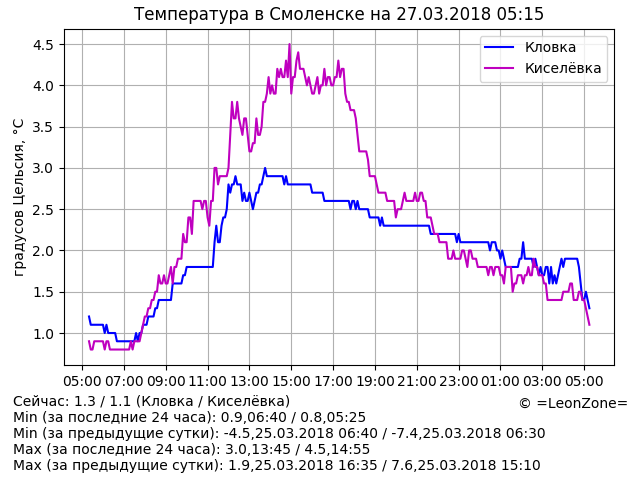 Температура в Смоленске на 27.03.2018 05:15
Кловка
Киселёвка
градусов Цельсия, °C
4.5
4.0
3.5
3.0
2.5
2.0
1.5
1.0
05:00 07:00 09:00 11:00 13:00 15:00 17:00 19:00 21:00 23:00 01:00 03:00 05:00
Сейчас: 1.3 / 1.1 (Кловка / Киселёвка)
© =LeonZone=
Min (за последние 24 часа): 0.9,06:40 / 0.8,05:25
Min (за предыдущие сутки): -4.5,25.03.2018 06:40 / -7.4,25.03.2018 06:30
Max (за последние 24 часа): 3.0,13:45 / 4.5,14:55
Max (за предыдущие сутки): 1.9,25.03.2018 16:35 / 7.6,25.03.2018 15:10